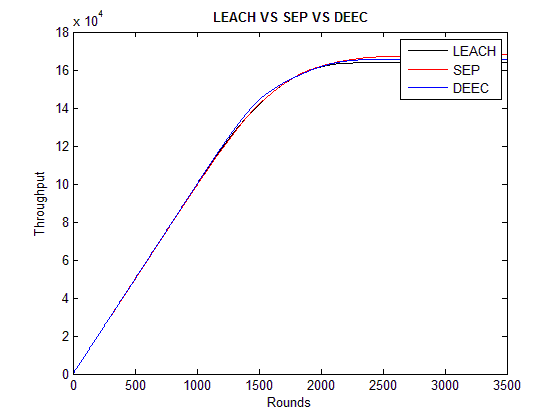 LEACH VS SEP VS DEEC
x 10^4
18
16
14
12
10
8
6
4
2
0
Throughput
LEACH
SEP
DEEC
0 500 1000 1500 2000 2500 3000 3500
Rounds